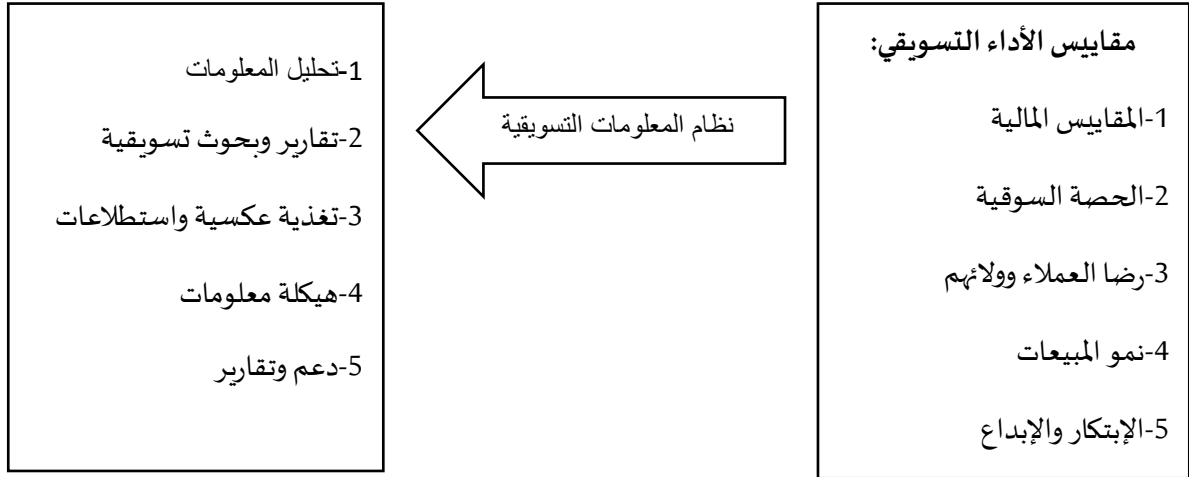 مقاييس الأداء التسويقي:
1-المقاييس المالية
2-الحصة السوقية
3-رضا العملاء وولائهم
4-نمو المبيعات
5-الإبتكار والإبداع
نظام المعلومات التسويقية
1-تحليل المعلومات
2-تقارير وبحوث تسويقية
3-تغذية عكسية واستطلاعات
4-هيكلة معلومات
5-دعم وتقارير